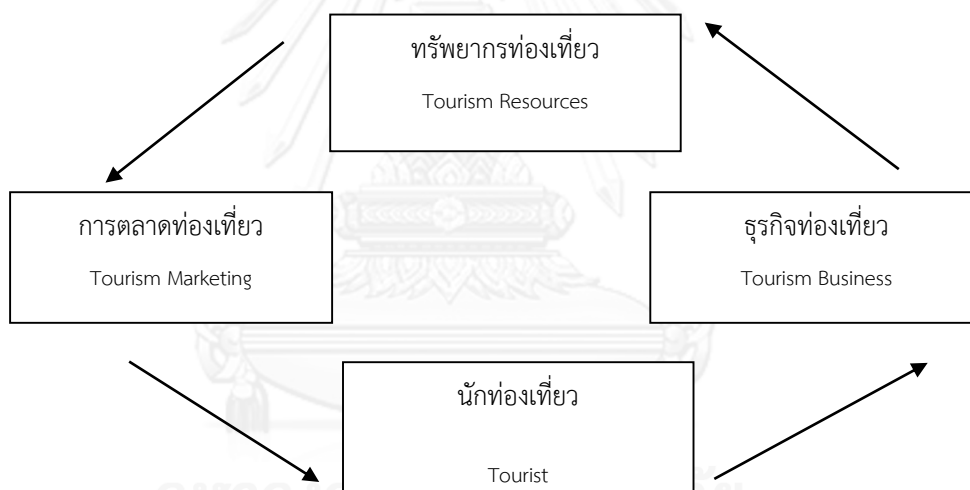 ทรัพยากรท่องเที่ยว
Tourism Resources
การตลาดท่องเที่ยว
Tourism Marketing
ธุรกิจท่องเที่ยว
Tourism Business
นักท่องเที่ยว
Tourist